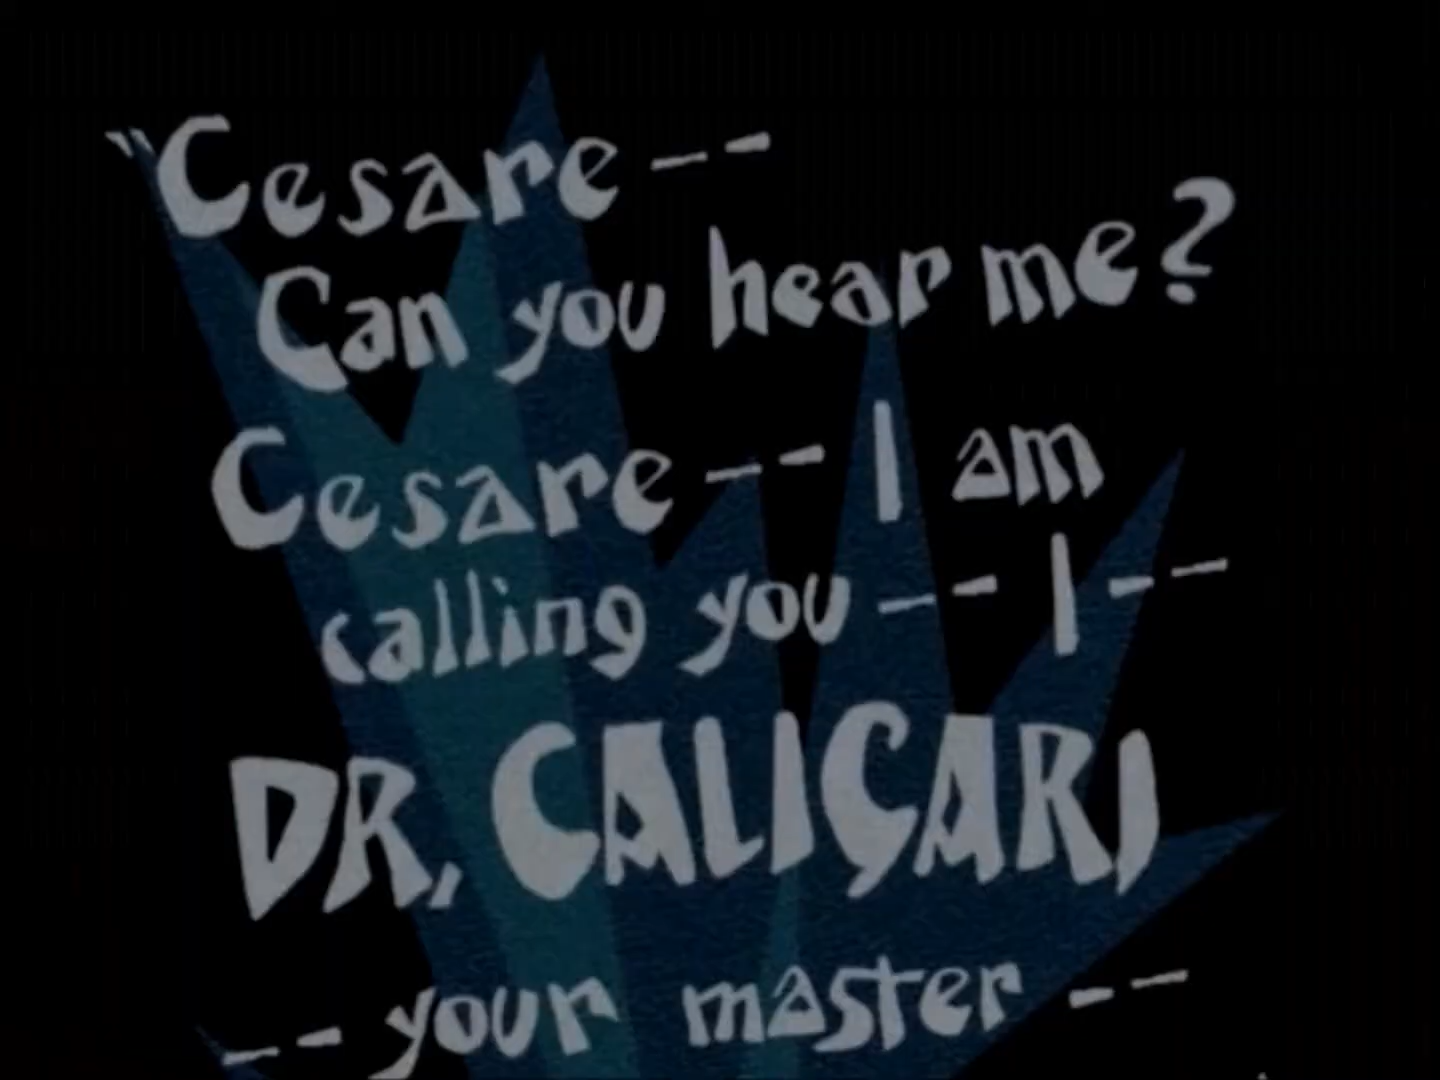 “Cesare--
Can you hear me?
Cesare-- I am
calling you-- I--
DR. CALIGARI
--your master--